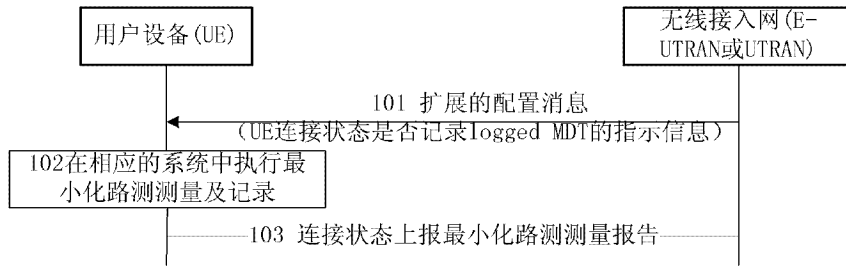 用户设备(UE)
无线接入网(E-
UTRAN或UTRAN)
101 扩展的配置消息
(UE连接状态是否记录logged MDT的指示信息)
102在相应的系统中执行最
小化路测测量及记录
103 连接状态上报最小化路测测量报告